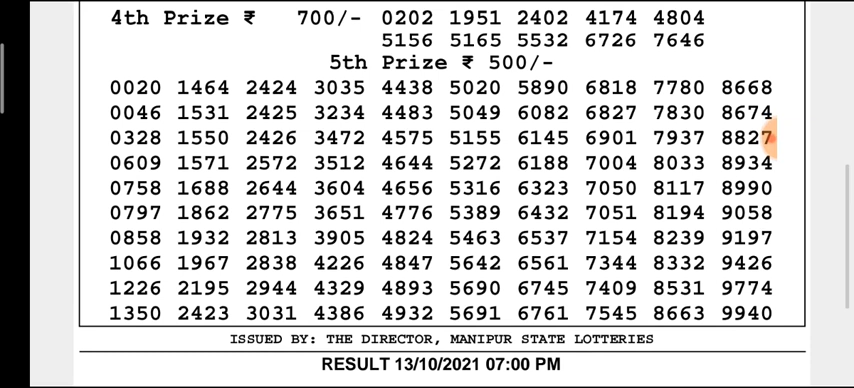 4th Prize ₹ 700/- 0202 1951 2402 4174 4804
5156 5165 5532 6726 7646
5th Prize ₹ 500/-
0020 1464 2424 3035 4438 5020 5890 6818 7780 8668
0046 1531 2425 3234 4483 5049 6082 6827 7830 8674
0328 1550 2426 3472 4575 5155 6145 6901 7937 8827
0609 1571 2572 3512 4644 5272 6188 7004 8033 8934
0758 1688 2644 3604 4656 5316 6323 7050 8117 8990
0797 1862 2775 3651 4776 5389 6432 7051 8194 9058
0858 1932 2813 3905 4824 5463 6537 7154 8239 9197
1066 1967 2838 4226 4847 5642 6561 7344 8332 9426
1226 2195 2944 4329 4893 5690 6745 7409 8531 9774
1350 2423 3031 4386 4932 5691 6761 7545 8663 9940
ISSUED BY: THE DIRECTOR, MANIPUR STATE LOTTERIES
RESULT 13/10/2021 07:00 PM